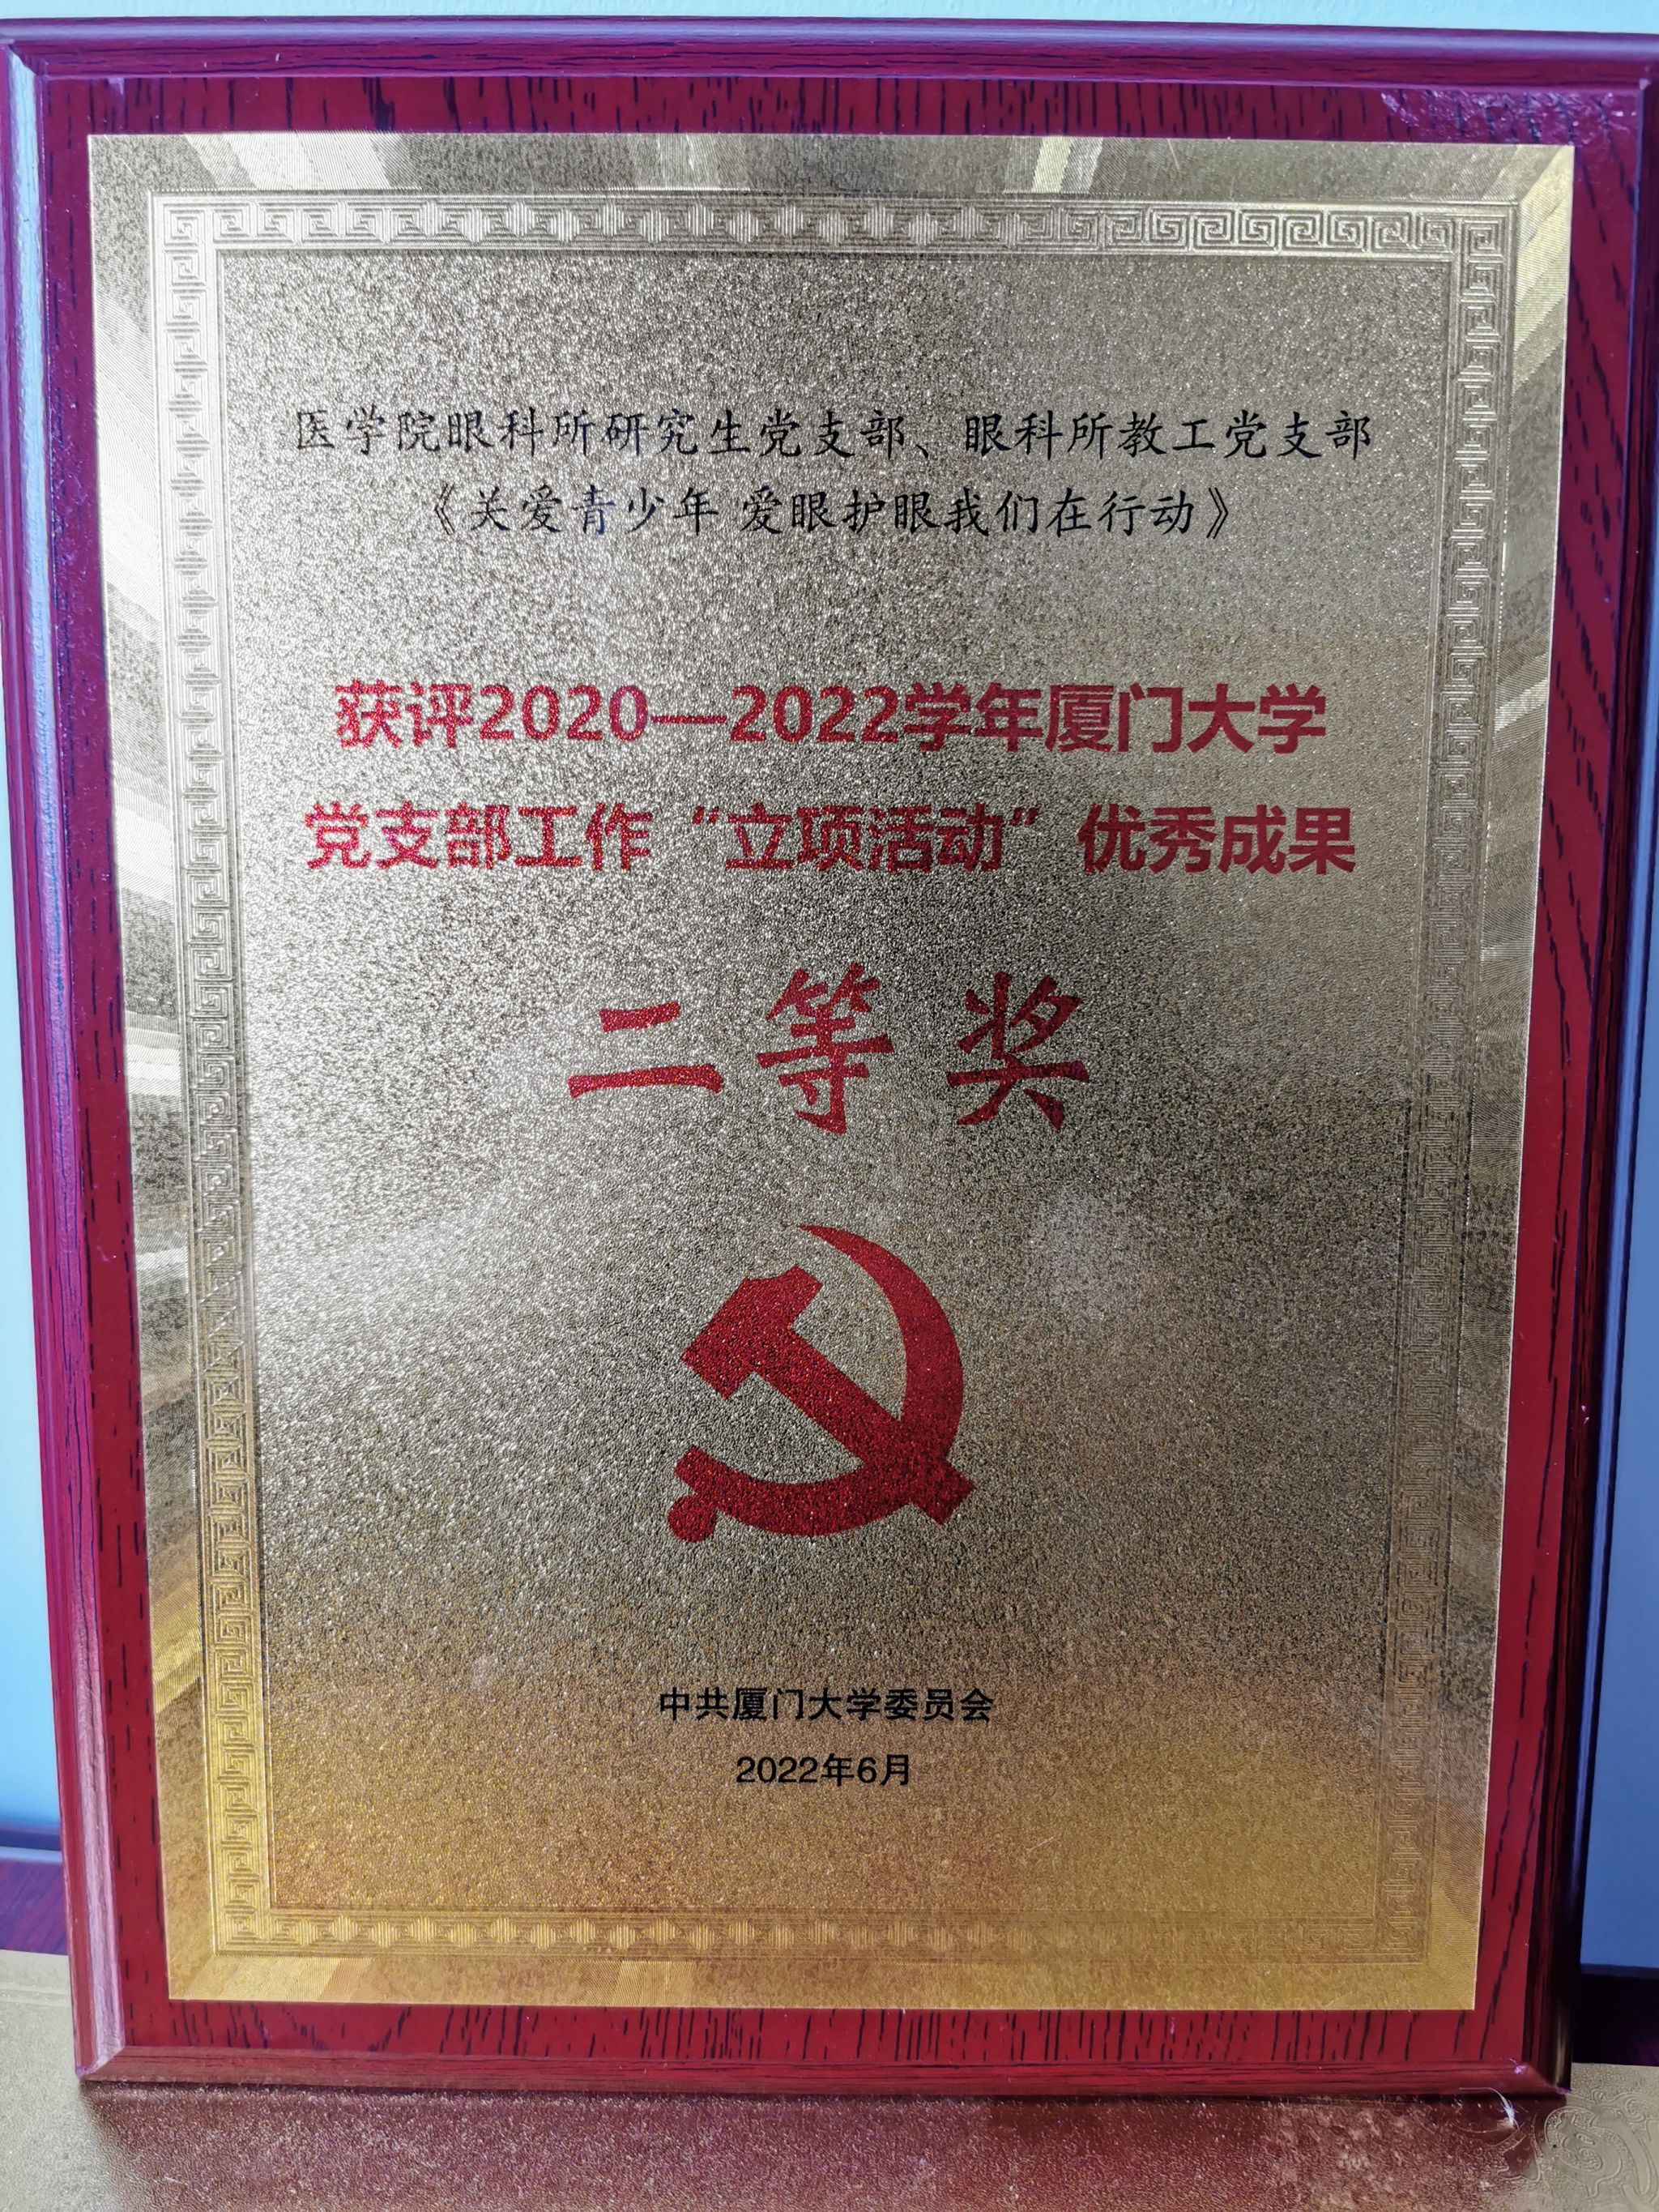 医学院眼科所研究生党支部、眼科所教工党支部
《关爱青少年 爱眼护眼我们在行动》
获评2020—2022学年厦门大学
党支部工作“立项活动”优秀成果
二等奖
中共厦门大学委员会
2022年6月